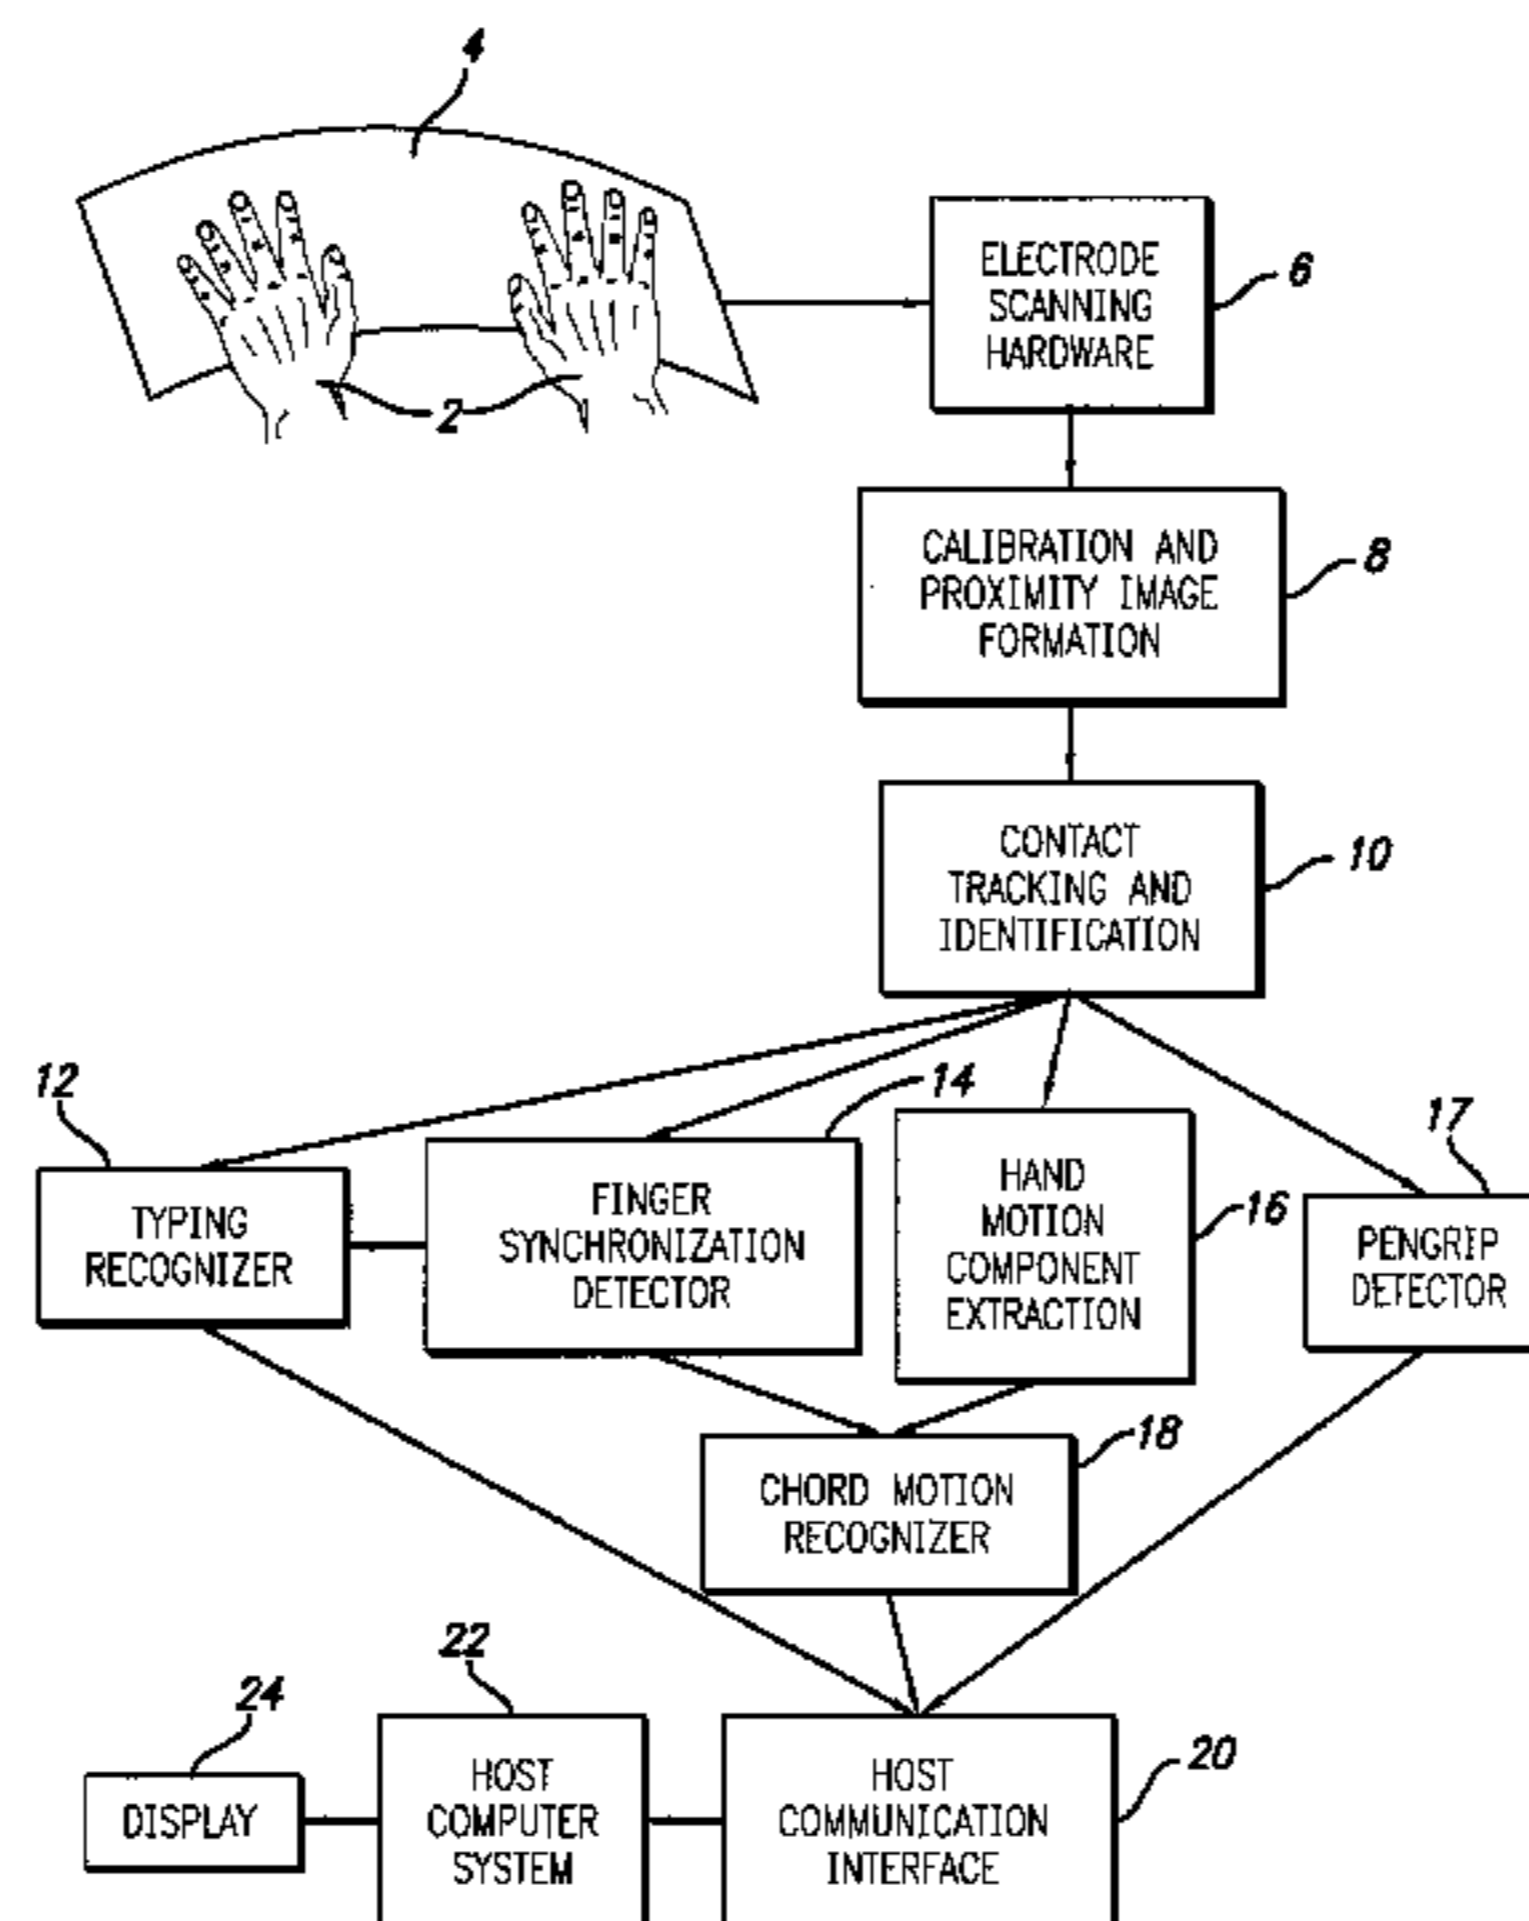 4
2
ELECTRODE
SCANNING
HARDWARE
6
CALIBRATION AND
PROXIMITY IMAGE
FORMATION
8
CONTACT
TRACKING AND
IDENTIFICATION
10
12
TYPING
RECOGNIZER
14
FINGER
SYNCHRONIZATION
DETECTOR
HAND
MOTION
COMPONENT
EXTRACTION
16
17
PENGRIP
DETECTOR
CHORD MOTION
RECOGNIZER
18
24
DISPLAY
22
HOST
COMPUTER
SYSTEM
HOST
COMMUNICATION
INTERFACE
20